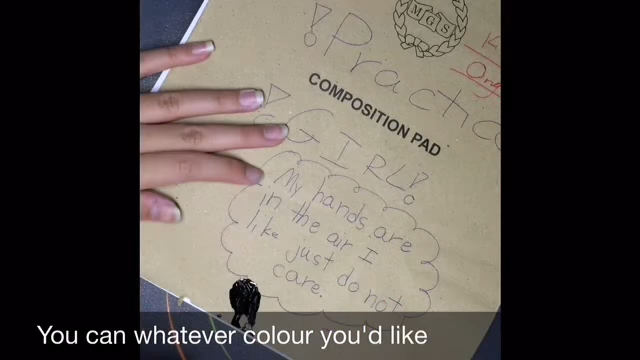 MGS
! Practice
Org
COMPOSITION PAD
GIRL!
My hands are
in the air I
like just do not
care.
You can whatever colour you'd like